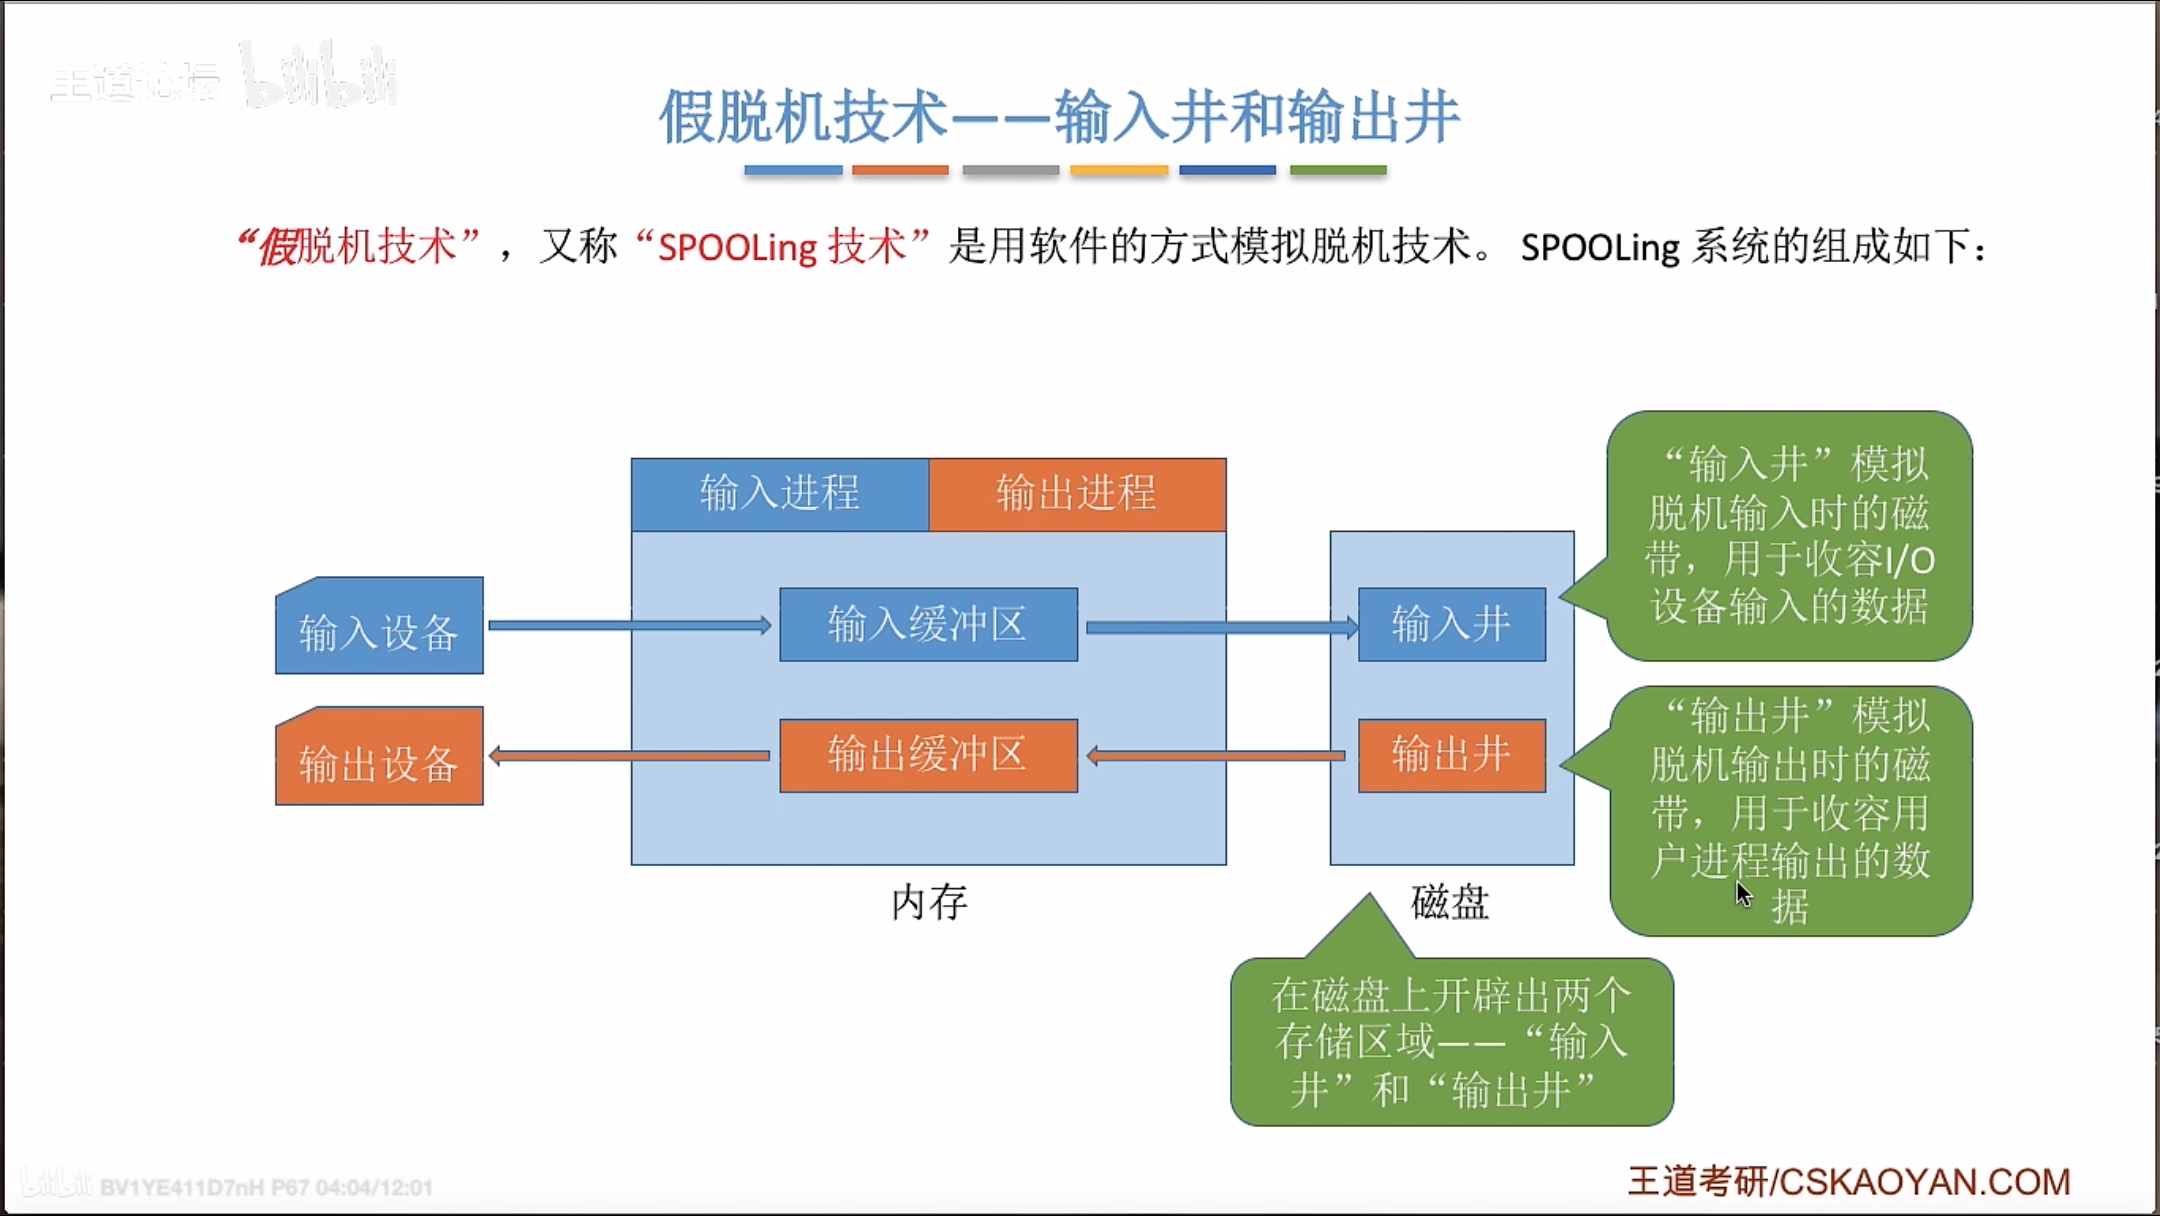 王道论坛 bilibili
假脱机技术——输入井和输出井
“假脱机技术”，又称“SPOOLing 技术”是用软件的方式模拟脱机技术。 SPOOLing 系统的组成如下：
输入进程
输出进程
输入设备
输入缓冲区
输入井
输出设备
输出缓冲区
输出井
内存
磁盘
“输入井”模拟
脱机输入时的磁
带，用于收容I/O
设备输入的数据
“输出井”模拟
脱机输出时的磁
带，用于收容用
户进程输出的数
据
在磁盘上开辟出两个
存储区域——“输入
井”和“输出井”
bilibili BV1YE411D7nH P67 04:04/12:01
王道考研/CSKAOYAN.COM